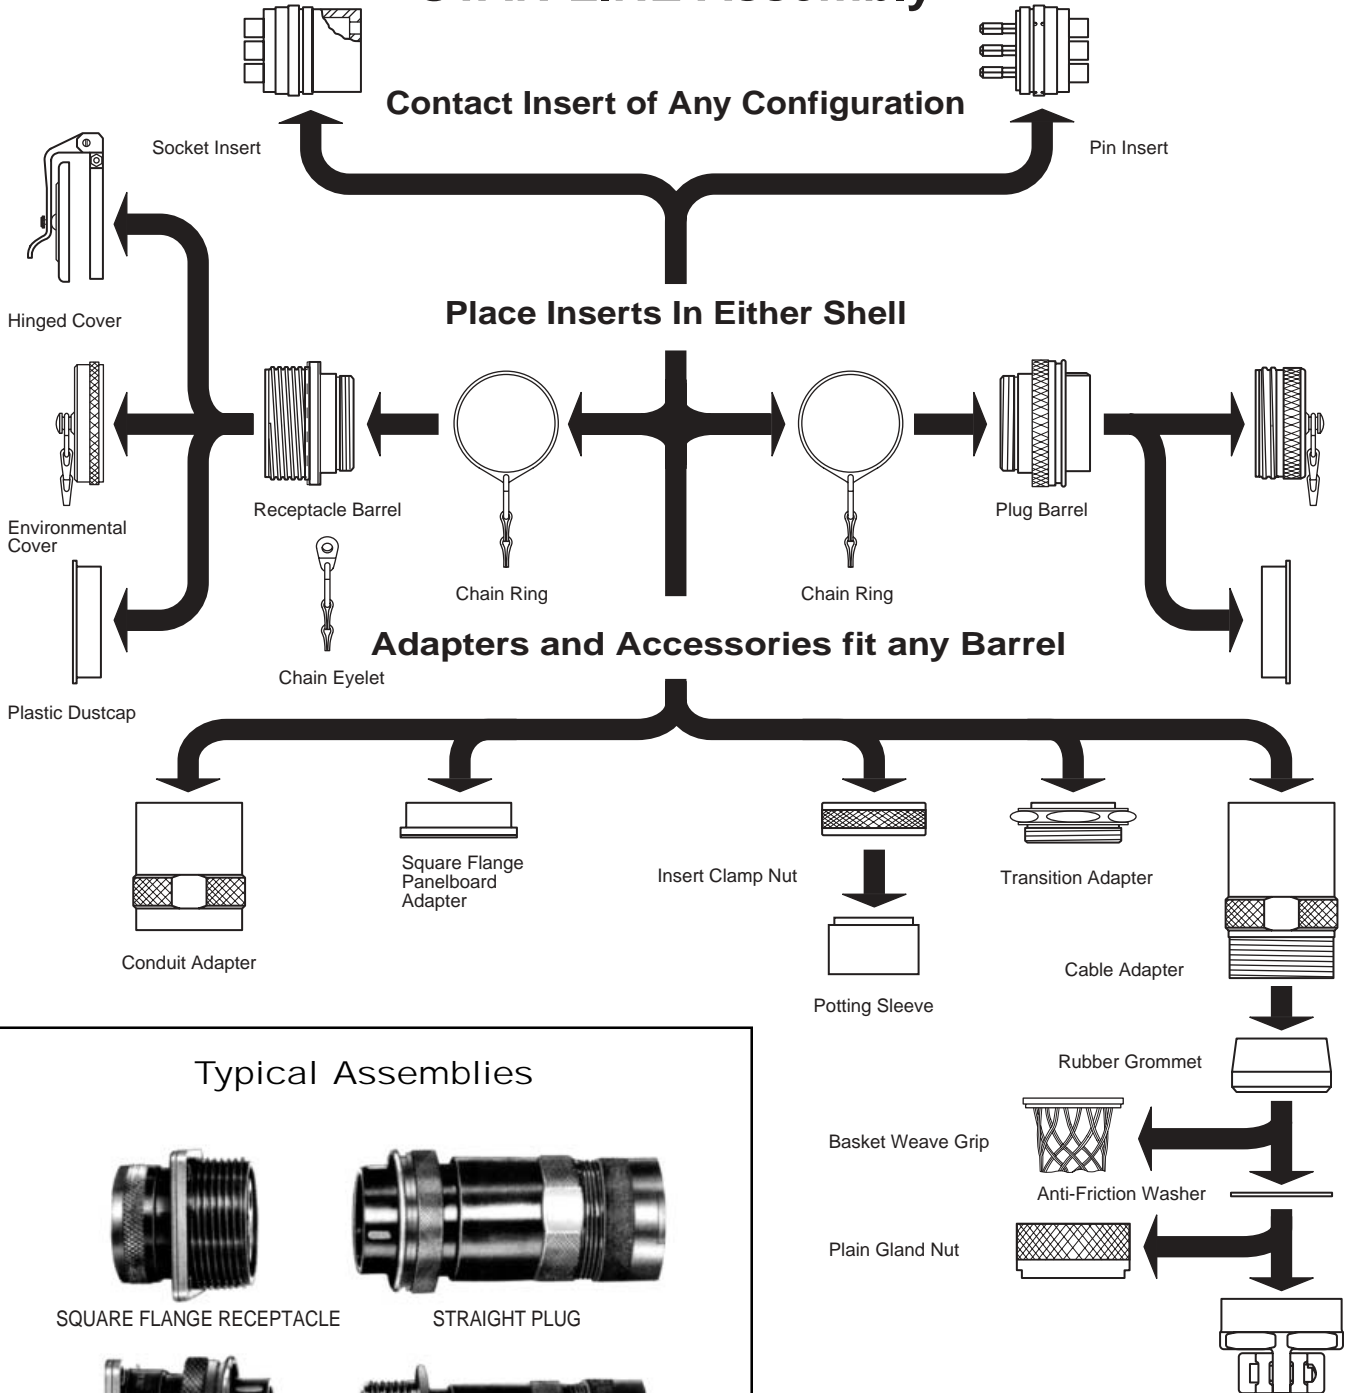 Assembly
Contact Insert of Any Configuration
Socket Insert
Pin Insert
Place Inserts In Either Shell
Hinged Cover
Receptacle Barrel
Plug Barrel
Environmental
Cover
Chain Ring
Chain Ring
Adapters and Accessories fit any Barrel
Chain Eyelet
Plastic Dustcap
Square Flange
Panelboard
Adapter
Insert Clamp Nut
Transition Adapter
Conduit Adapter
Cable Adapter
Potting Sleeve
Typical Assemblies
Rubber Grommet
Basket Weave Grip
Anti-Friction Washer
Plain Gland Nut
SQUARE FLANGE RECEPTACLE
STRAIGHT PLUG